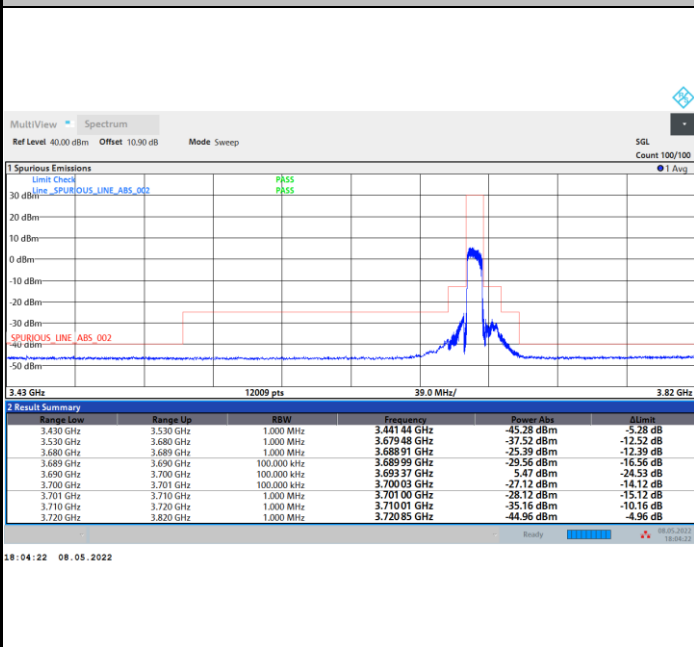 MultiView Spectrum
Ref Level 40.00 dBm Offset 10.90 dB Mode Sweep SGL
Count 100/100
1 Spurious Emissions 1 Avg
Limit Check PASS
Line _SPURIOUS_LINE_ABS_002 PASS
30 dBm
20 dBm
10 dBm
0 dBm
-10 dBm
-20 dBm
-30 dBm
SPURIOUS_LINE_ABS_002
-40 dBm
-50 dBm
3.43 GHz 12009 pts 39.0 MHz/ 3.82 GHz
2 Result Summary
Range Low Range Up RBW Frequency Power Abs ΔLimit
3.430 GHz 3.530 GHz 1.000 MHz 3.441 44 GHz -45.28 dBm -5.28 dB
3.530 GHz 3.680 GHz 1.000 MHz 3.679 48 GHz -37.52 dBm -12.52 dB
3.680 GHz 3.689 GHz 1.000 MHz 3.688 91 GHz -25.39 dBm -12.39 dB
3.689 GHz 3.690 GHz 100.000 kHz 3.689 99 GHz -29.56 dBm -16.56 dB
3.690 GHz 3.700 GHz 100.000 kHz 3.693 37 GHz 5.47 dBm -24.53 dB
3.700 GHz 3.701 GHz 100.000 kHz 3.700 03 GHz -27.12 dBm -14.12 dB
3.701 GHz 3.710 GHz 1.000 MHz 3.701 00 GHz -28.12 dBm -15.12 dB
3.710 GHz 3.720 GHz 1.000 MHz 3.710 01 GHz -35.16 dBm -10.16 dB
3.720 GHz 3.820 GHz 1.000 MHz 3.720 85 GHz -44.96 dBm -4.96 dB
Ready 08.05.2022
18:04:22
18:04:22 08.05.2022